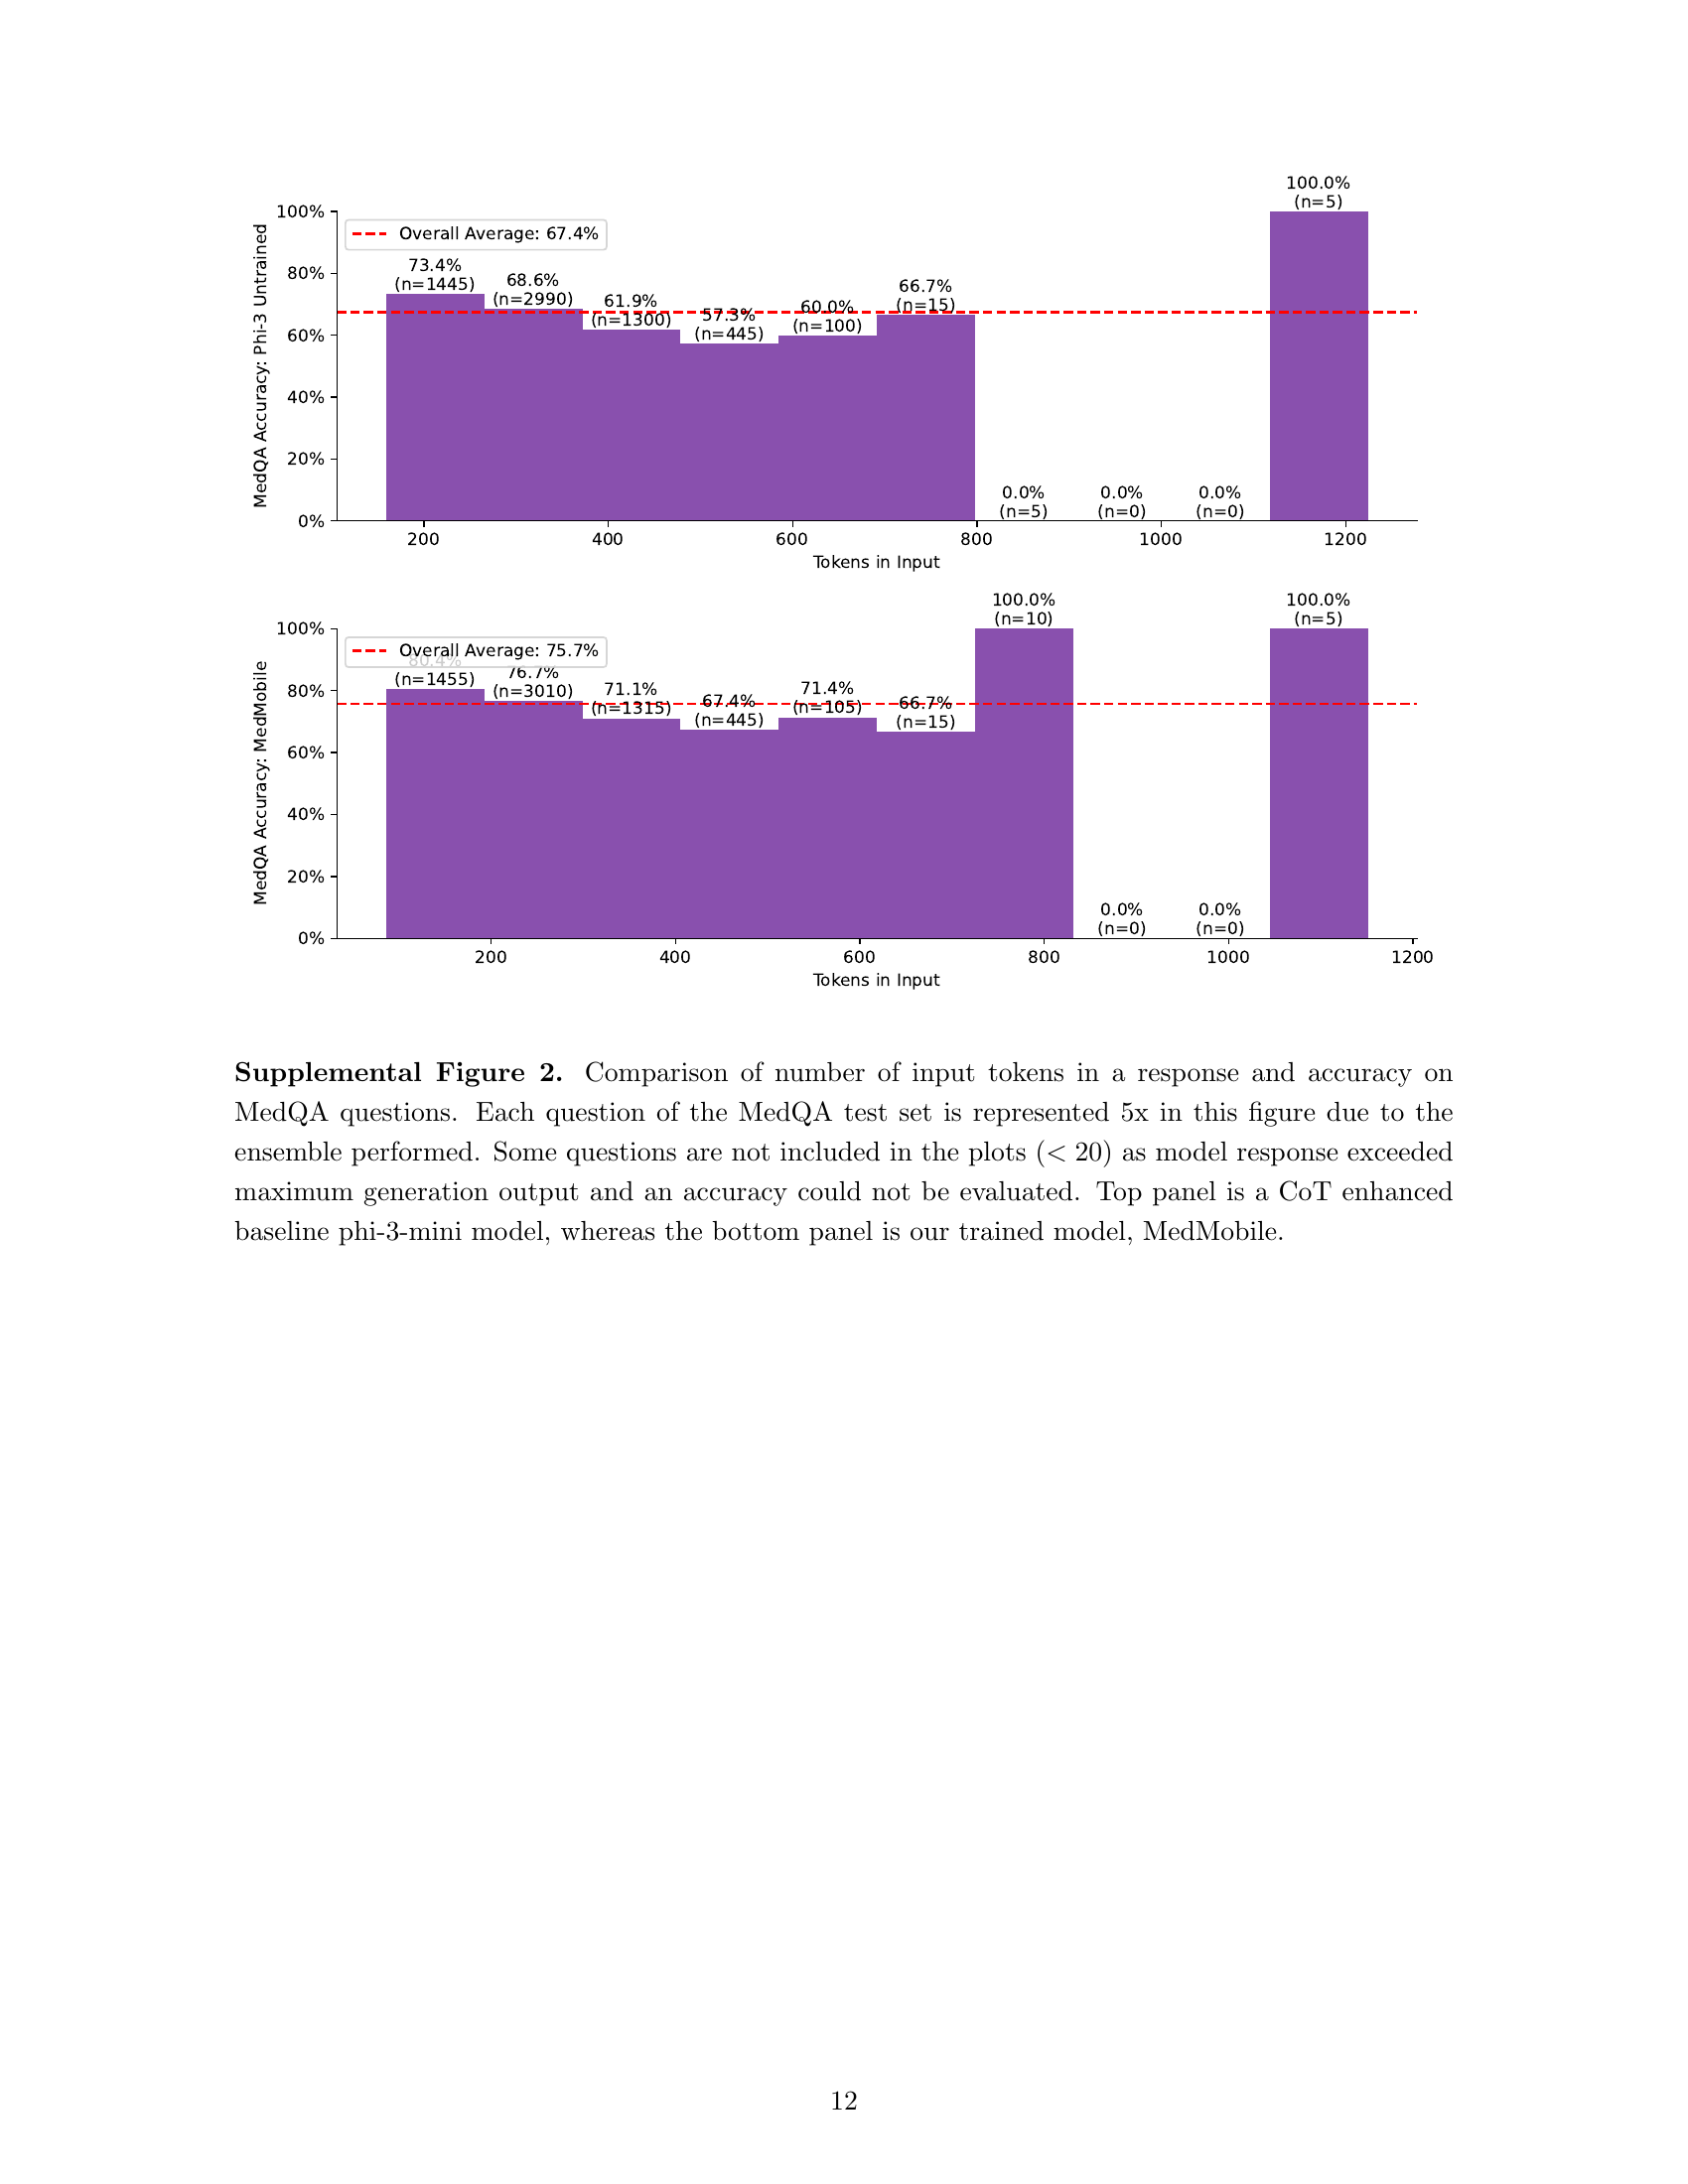 100.0%
(n=5)
100%
Overall Average: 67.4%
73.4%
(n=1445)
68.6%
(n=2990)
61.9%
(n=1300)
57.3%
(n=445)
60.0%
(n=100)
66.7%
(n=15)
80%
60%
40%
20%
0%
0.0%
(n=5)
0.0%
(n=0)
0.0%
(n=0)
MedQA Accuracy: Phi-3 Untrained
200 400 600 800 1000 1200
Tokens in Input
100.0%
(n=10)
100.0%
(n=5)
100%
Overall Average: 75.7%
80.4%
(n=1455)
76.7%
(n=3010)
71.1%
(n=1315)
67.4%
(n=445)
71.4%
(n=105)
66.7%
(n=15)
80%
60%
40%
20%
0%
0.0%
(n=0)
0.0%
(n=0)
MedQA Accuracy: MedMobile
200 400 600 800 1000 1200
Tokens in Input
Supplemental Figure 2. Comparison of number of input tokens in a response and accuracy on
MedQA questions. Each question of the MedQA test set is represented 5x in this figure due to the
ensemble performed. Some questions are not included in the plots (< 20) as model response exceeded
maximum generation output and an accuracy could not be evaluated. Top panel is a CoT enhanced
baseline phi-3-mini model, whereas the bottom panel is our trained model, MedMobile.
12